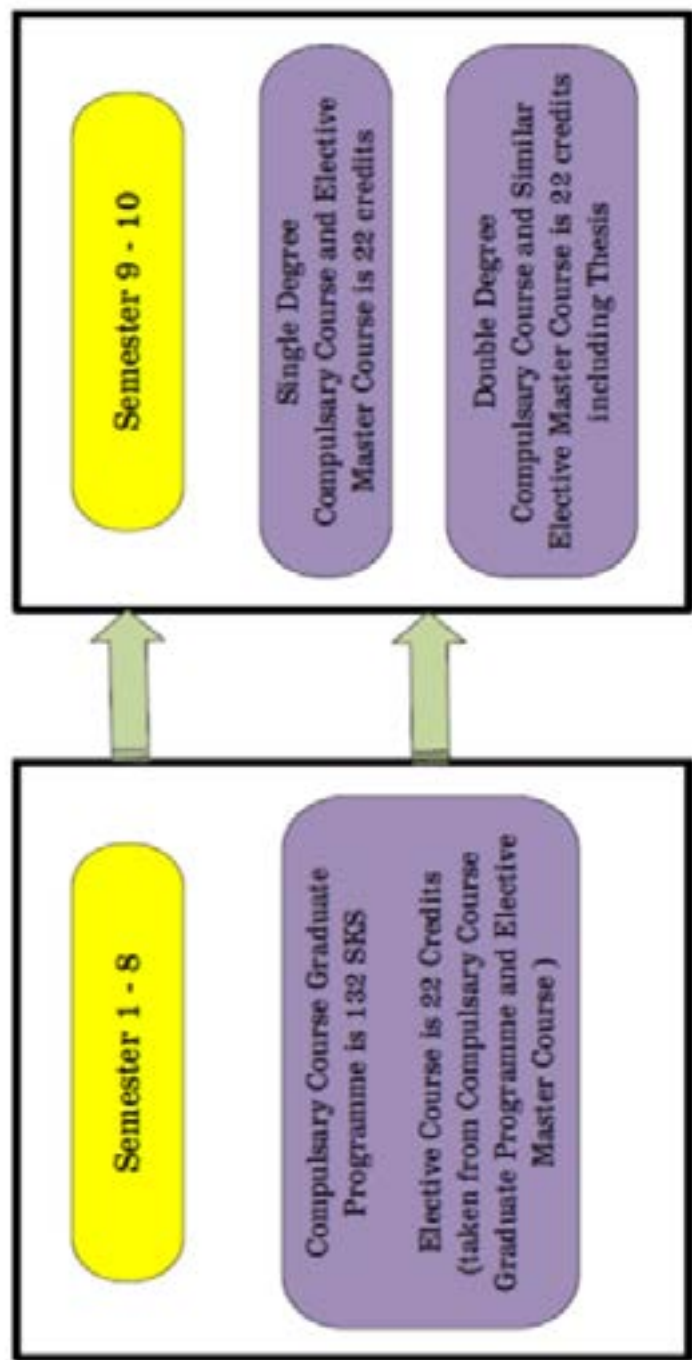 Semester 1 - 8
Compulsary Course Graduate
Programme is 132 SKS
Elective Course is 22 Credits
(taken from Compulsary Course
Graduate Programme and Elective
Master Course )
Semester 9 - 10
Single Degree
Compulsary Course and Elective
Master Course is 22 credits
Double Degree
Compulsary Course and Similar
Elective Master Course is 22 credits
including Thesis